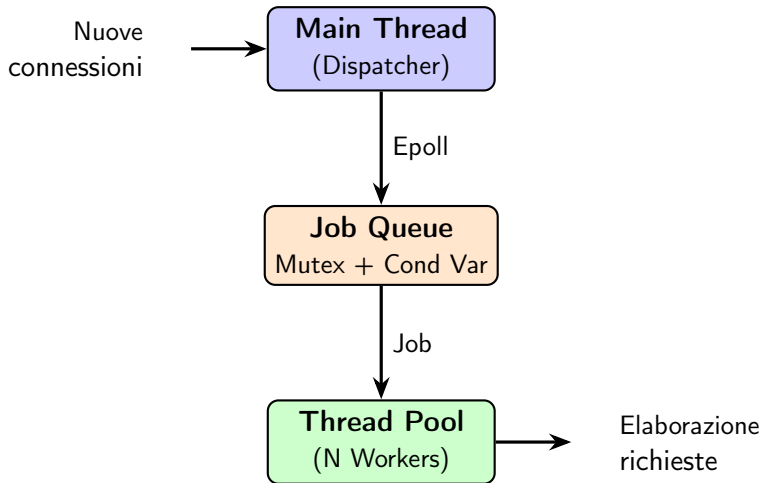 Nuove
connessioni
Main Thread
(Dispatcher)
Epoll
Job Queue
Mutex + Cond Var
Job
Thread Pool
(N Workers)
Elaborazione
richieste